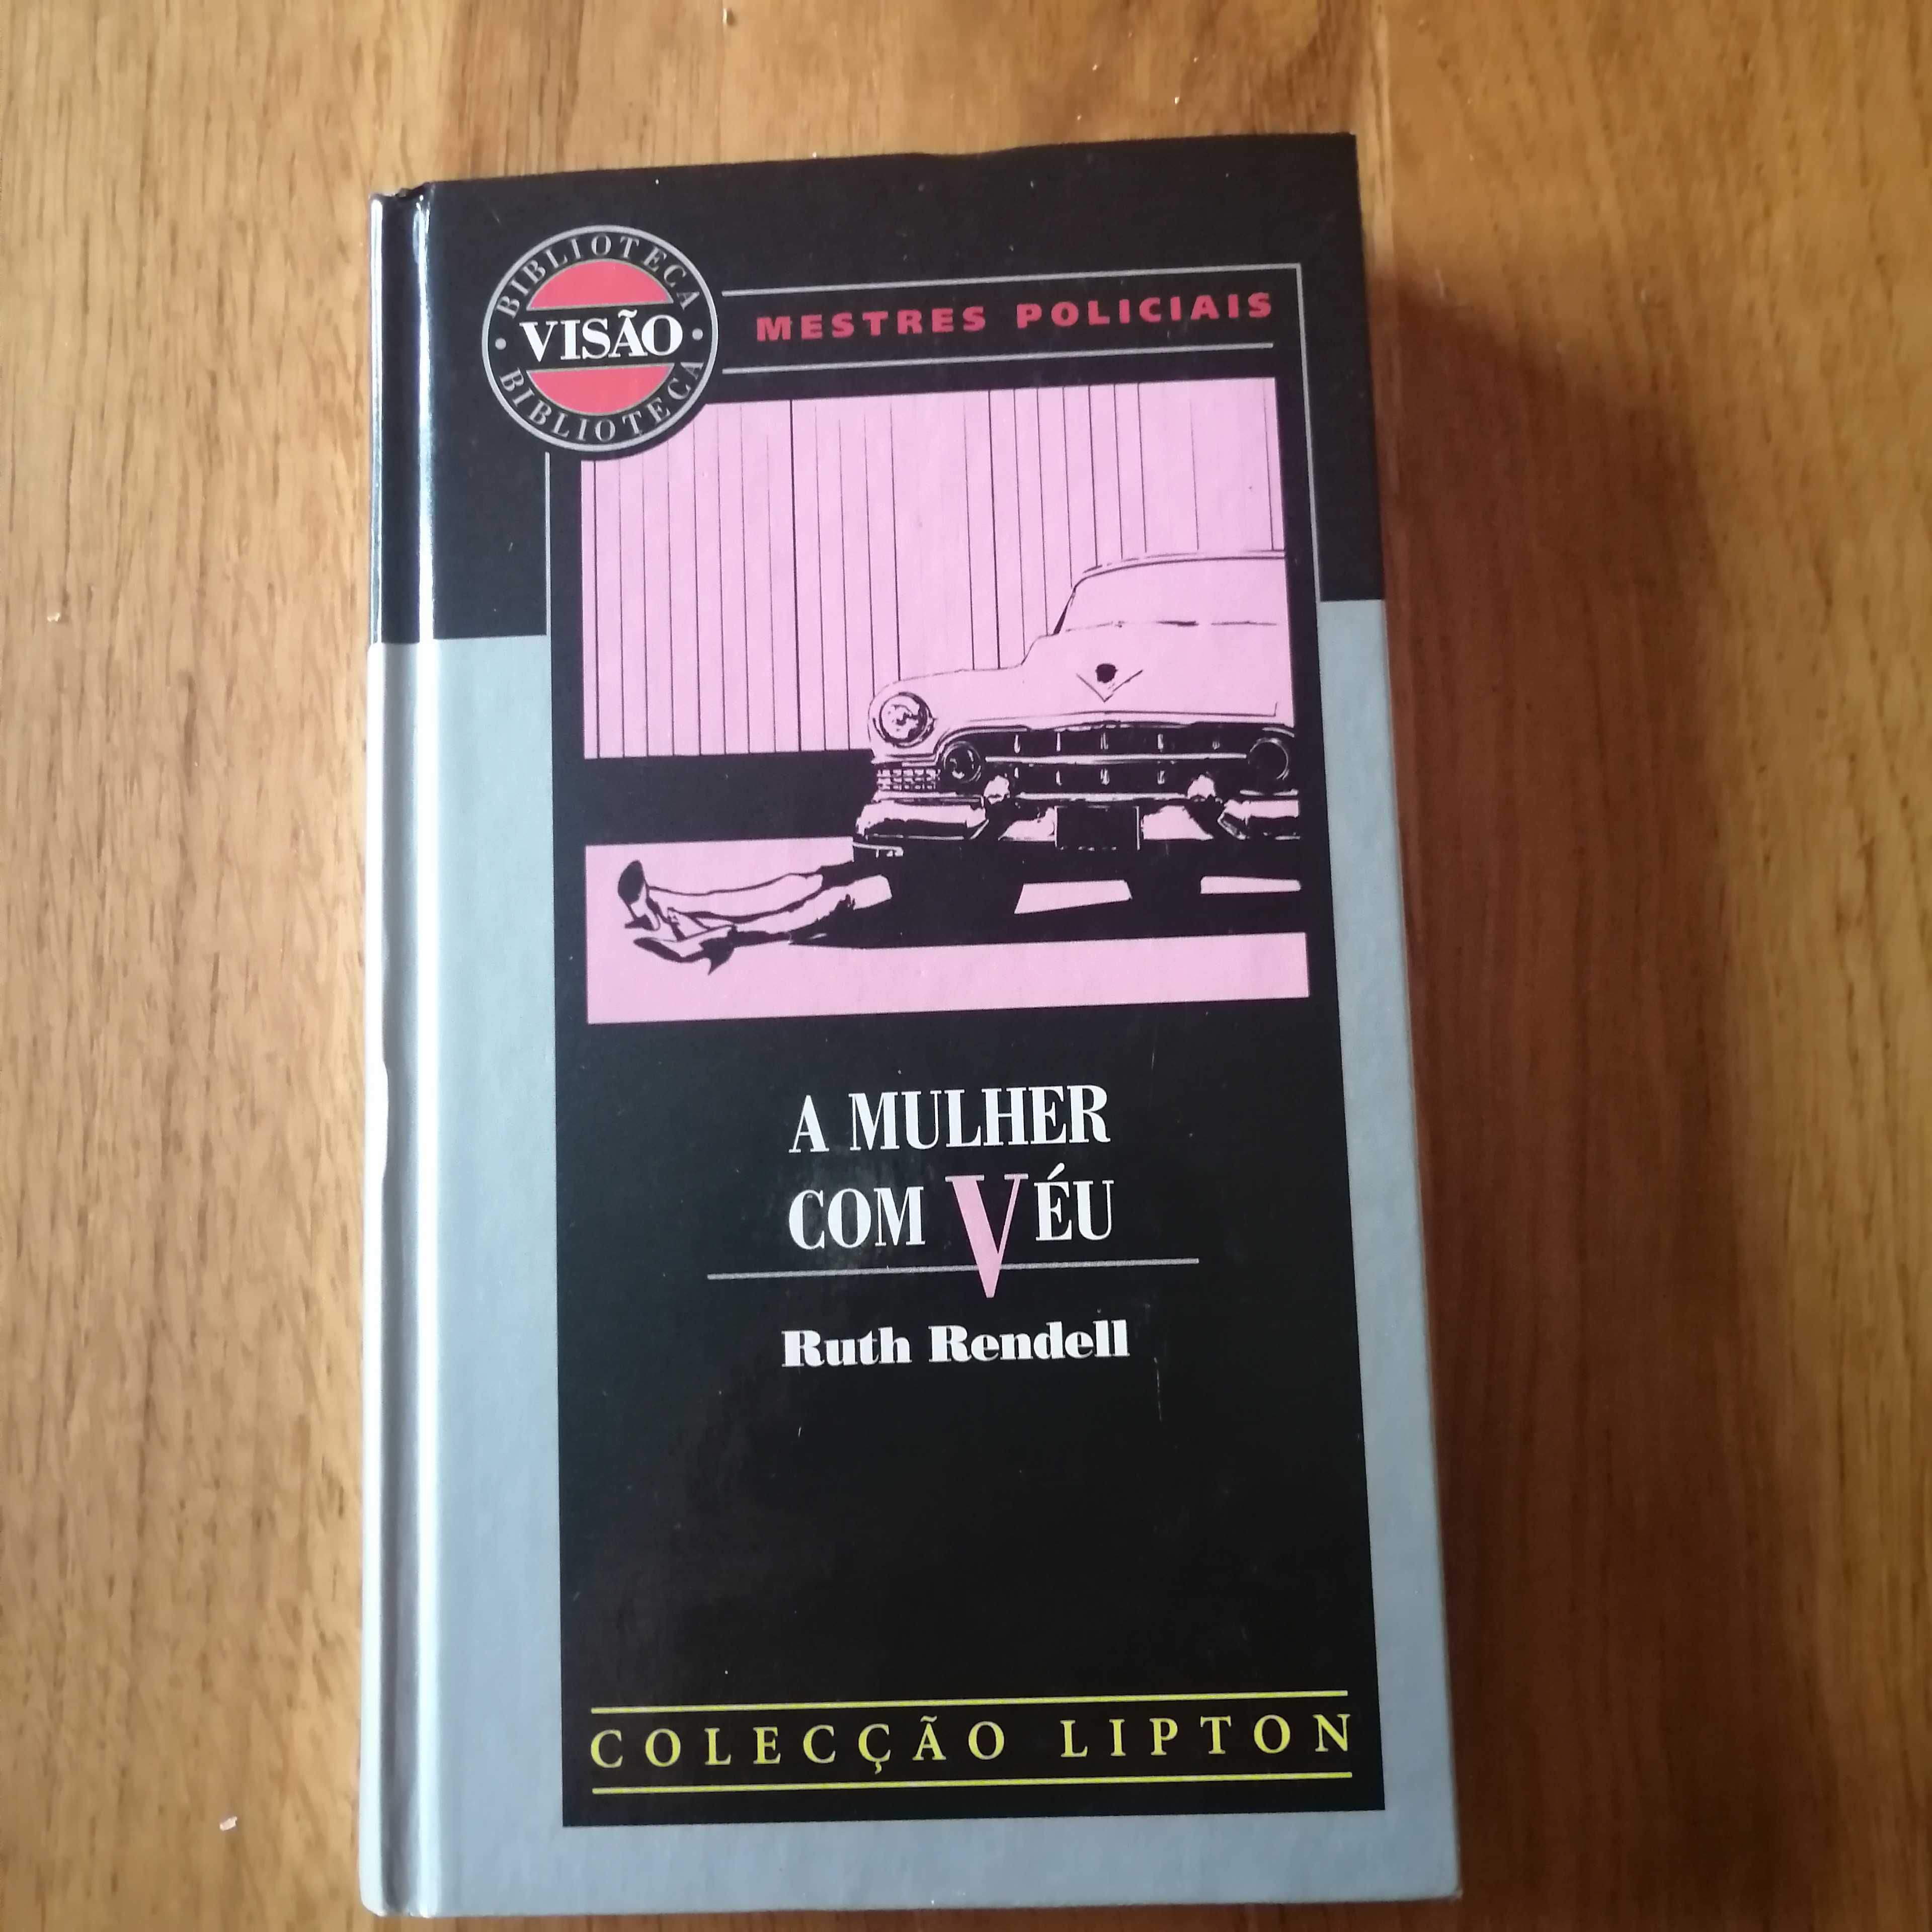 BIBLIOTECA
VISÃO
BIBLIOTECA
MESTRES POLICIAIS
A MULHER
COM VÉU
Ruth Rendell
COLECÇÃO LIPTON